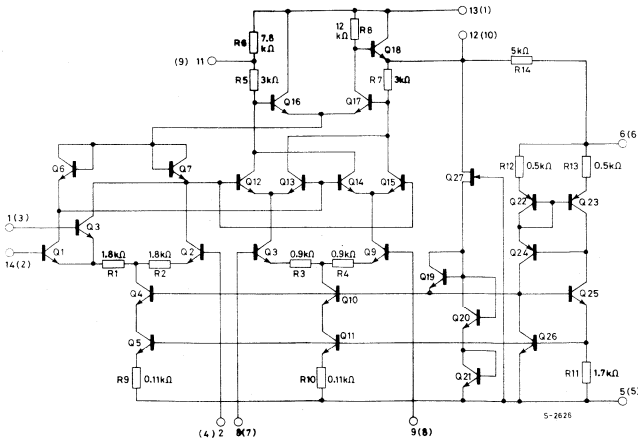 13 (1)
12 (10)
R6 7.8 kΩ
12 kΩ R8
Q18
5kΩ
R14
(9) 11
R5 3kΩ
R7 3kΩ
Q16
Q17
6(6)
R12 0.5kΩ
R13 0.5kΩ
Q6
Q7
Q12
Q13
Q14
Q15
Q27
Q22
Q23
1(3)
Q3
Q1
14(2)
1.8kΩ
R1
1.8kΩ
R2
Q2
Q3
0.9kΩ
R3
0.9kΩ
R4
Q9
Q24
Q19
Q4
Q10
Q25
Q20
Q5
Q11
Q26
R9 0.11kΩ
R10 0.11kΩ
Q21
R11 1.7kΩ
5(5)
S-2626
(4) 2
8(7)
9(8)